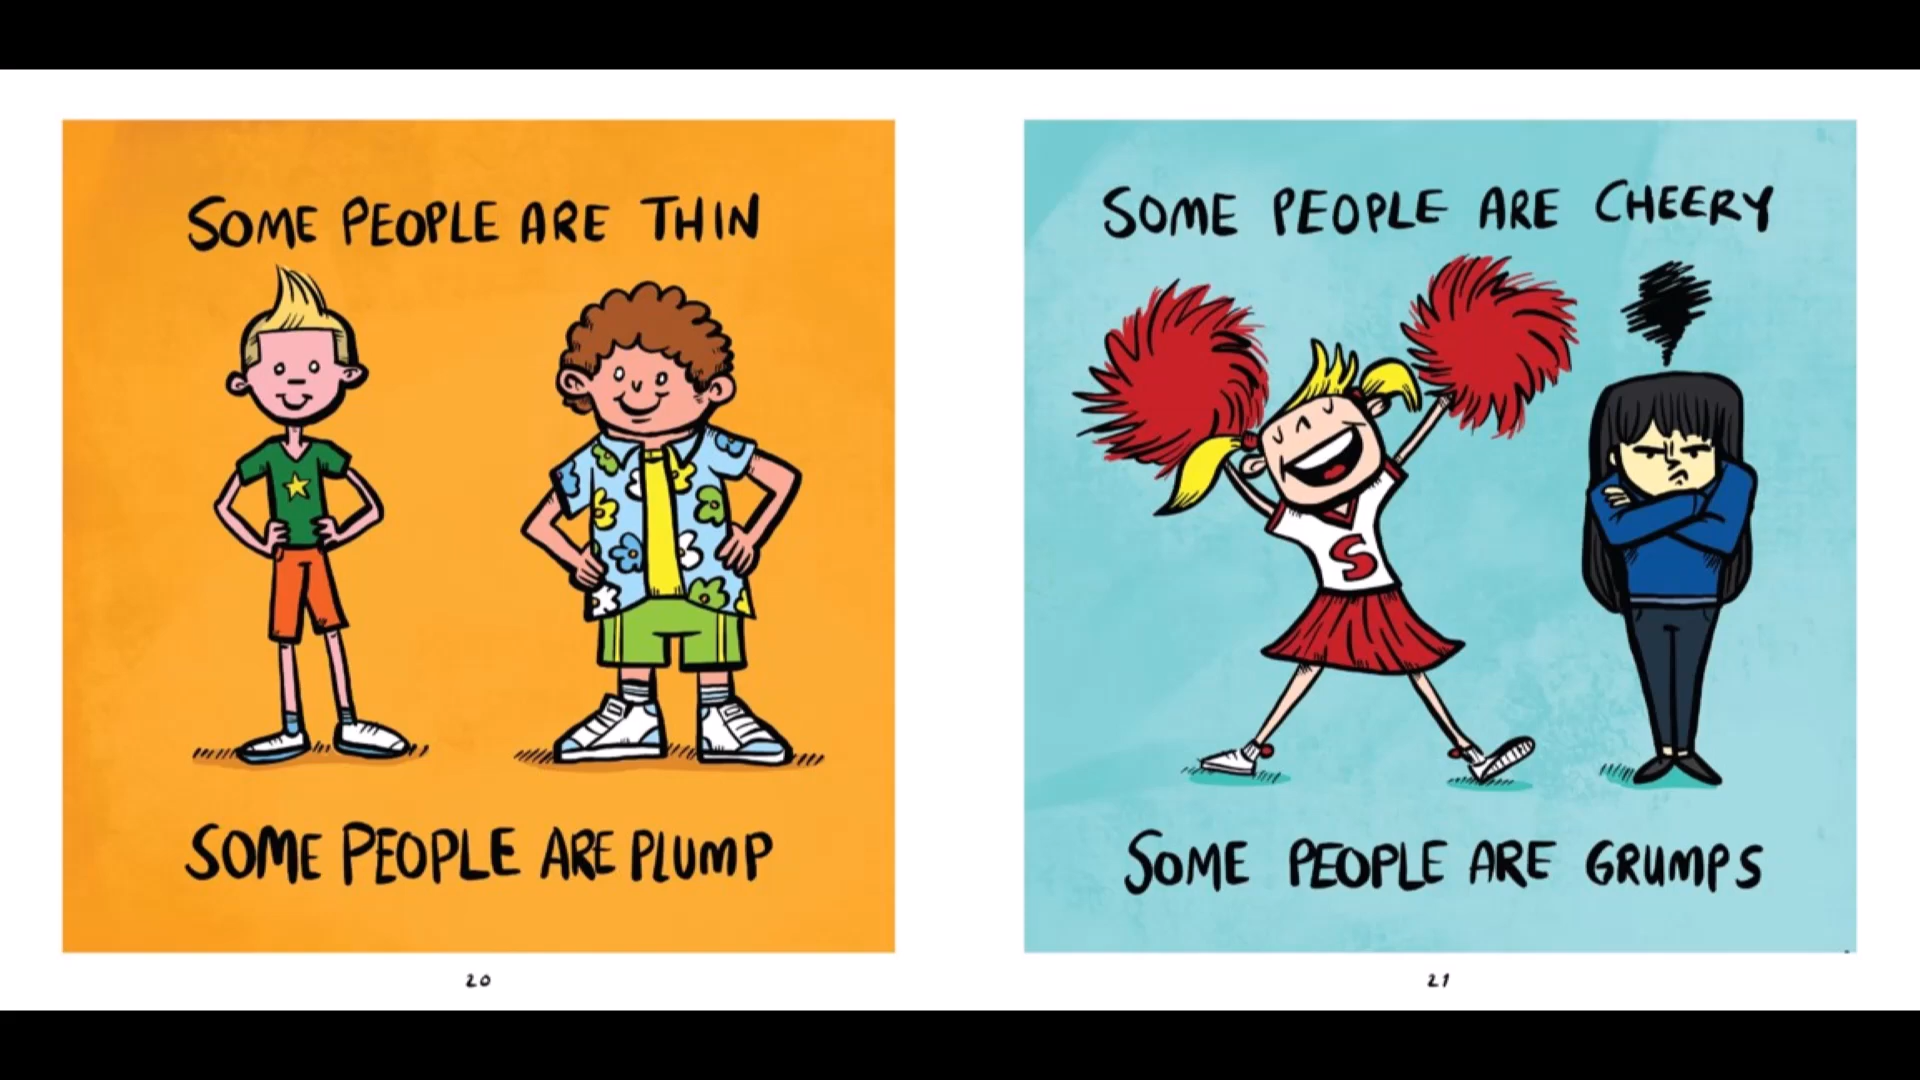 SOME PEOPLE ARE THIN
SOME PEOPLE ARE PLUMP
20
SOME PEOPLE ARE CHEERY
S
SOME PEOPLE ARE GRUMPS
21